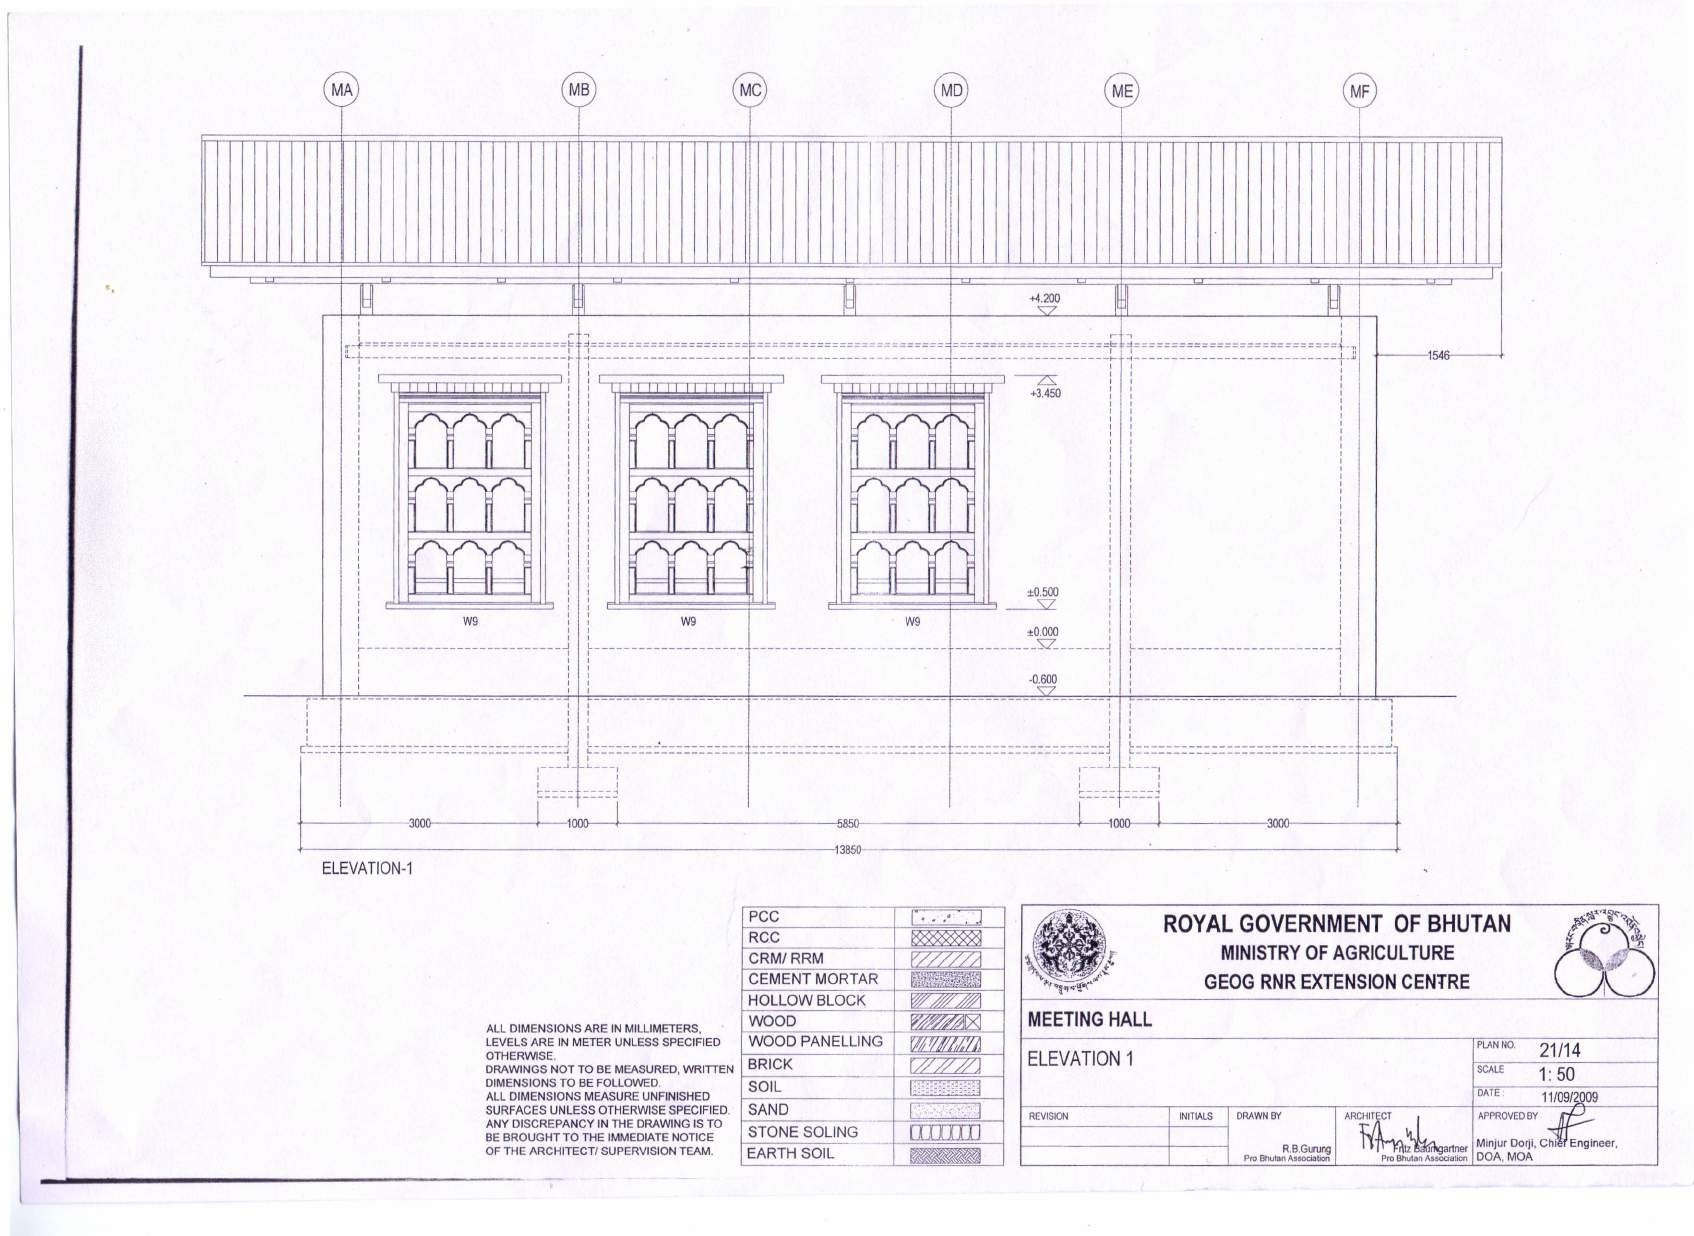 MA MB MC MD ME MF
+4.200
1546
+3.450
±0.500
W9 W9 W9
±0.000
-0.600
3000 1000 5850 1000 3000
13850
ELEVATION-1
ALL DIMENSIONS ARE IN MILLIMETERS,
LEVELS ARE IN METER UNLESS SPECIFIED
OTHERWISE.
DRAWINGS NOT TO BE MEASURED, WRITTEN
DIMENSIONS TO BE FOLLOWED.
ALL DIMENSIONS MEASURE UNFINISHED
SURFACES UNLESS OTHERWISE SPECIFIED.
ANY DISCREPANCY IN THE DRAWING IS TO
BE BROUGHT TO THE IMMEDIATE NOTICE
OF THE ARCHITECT/ SUPERVISION TEAM.
PCC
RCC
CRM/ RRM
CEMENT MORTAR
HOLLOW BLOCK
WOOD
WOOD PANELLING
BRICK
SOIL
SAND
STONE SOLING
EARTH SOIL
ROYAL GOVERNMENT OF BHUTAN
MINISTRY OF AGRICULTURE
GEOG RNR EXTENSION CENTRE
MEETING HALL
ELEVATION 1
PLAN NO. 21/14
SCALE 1: 50
DATE : 11/09/2009
REVISION INITIALS DRAWN BY ARCHITECT APPROVED BY
R.B.Gurung
Pro Bhutan Association
Fritz Baumgartner
Pro Bhutan Association
Minjur Dorji, Chief Engineer,
DOA, MOA